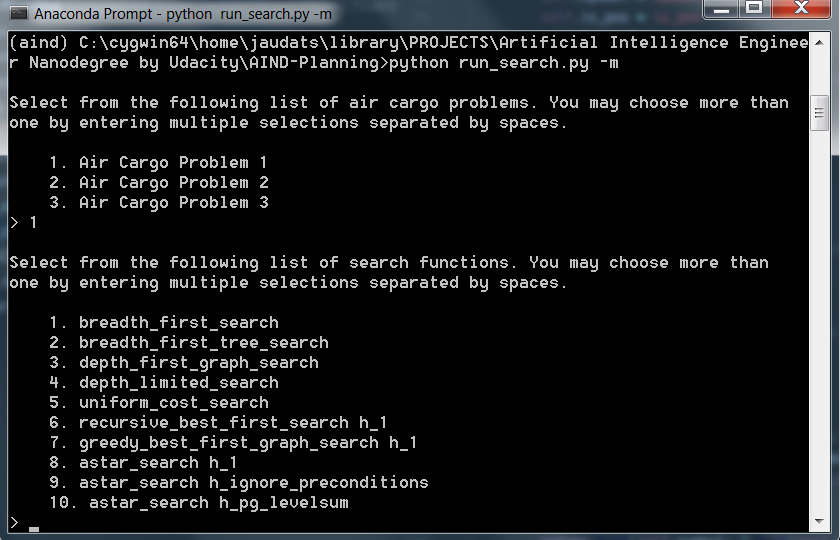 Anaconda Prompt - python  run_search.py -m
(aind) C:\cygwin64\home\jaudats\library\PROJECTS\Artificial Intelligence Enginee
r Nanodegree by Udacity\AIND-Planning>python run_search.py -m
Select from the following list of air cargo problems. You may choose more than
one by entering multiple selections separated by spaces.
1. Air Cargo Problem 1
2. Air Cargo Problem 2
3. Air Cargo Problem 3
> 1
Select from the following list of search functions. You may choose more than
one by entering multiple selections separated by spaces.
1. breadth_first_search
2. breadth_first_tree_search
3. depth_first_graph_search
4. depth_limited_search
5. uniform_cost_search
6. recursive_best_first_search h_1
7. greedy_best_first_graph_search h_1
8. astar_search h_1
9. astar_search h_ignore_preconditions
10. astar_search h_pg_levelsum
> _